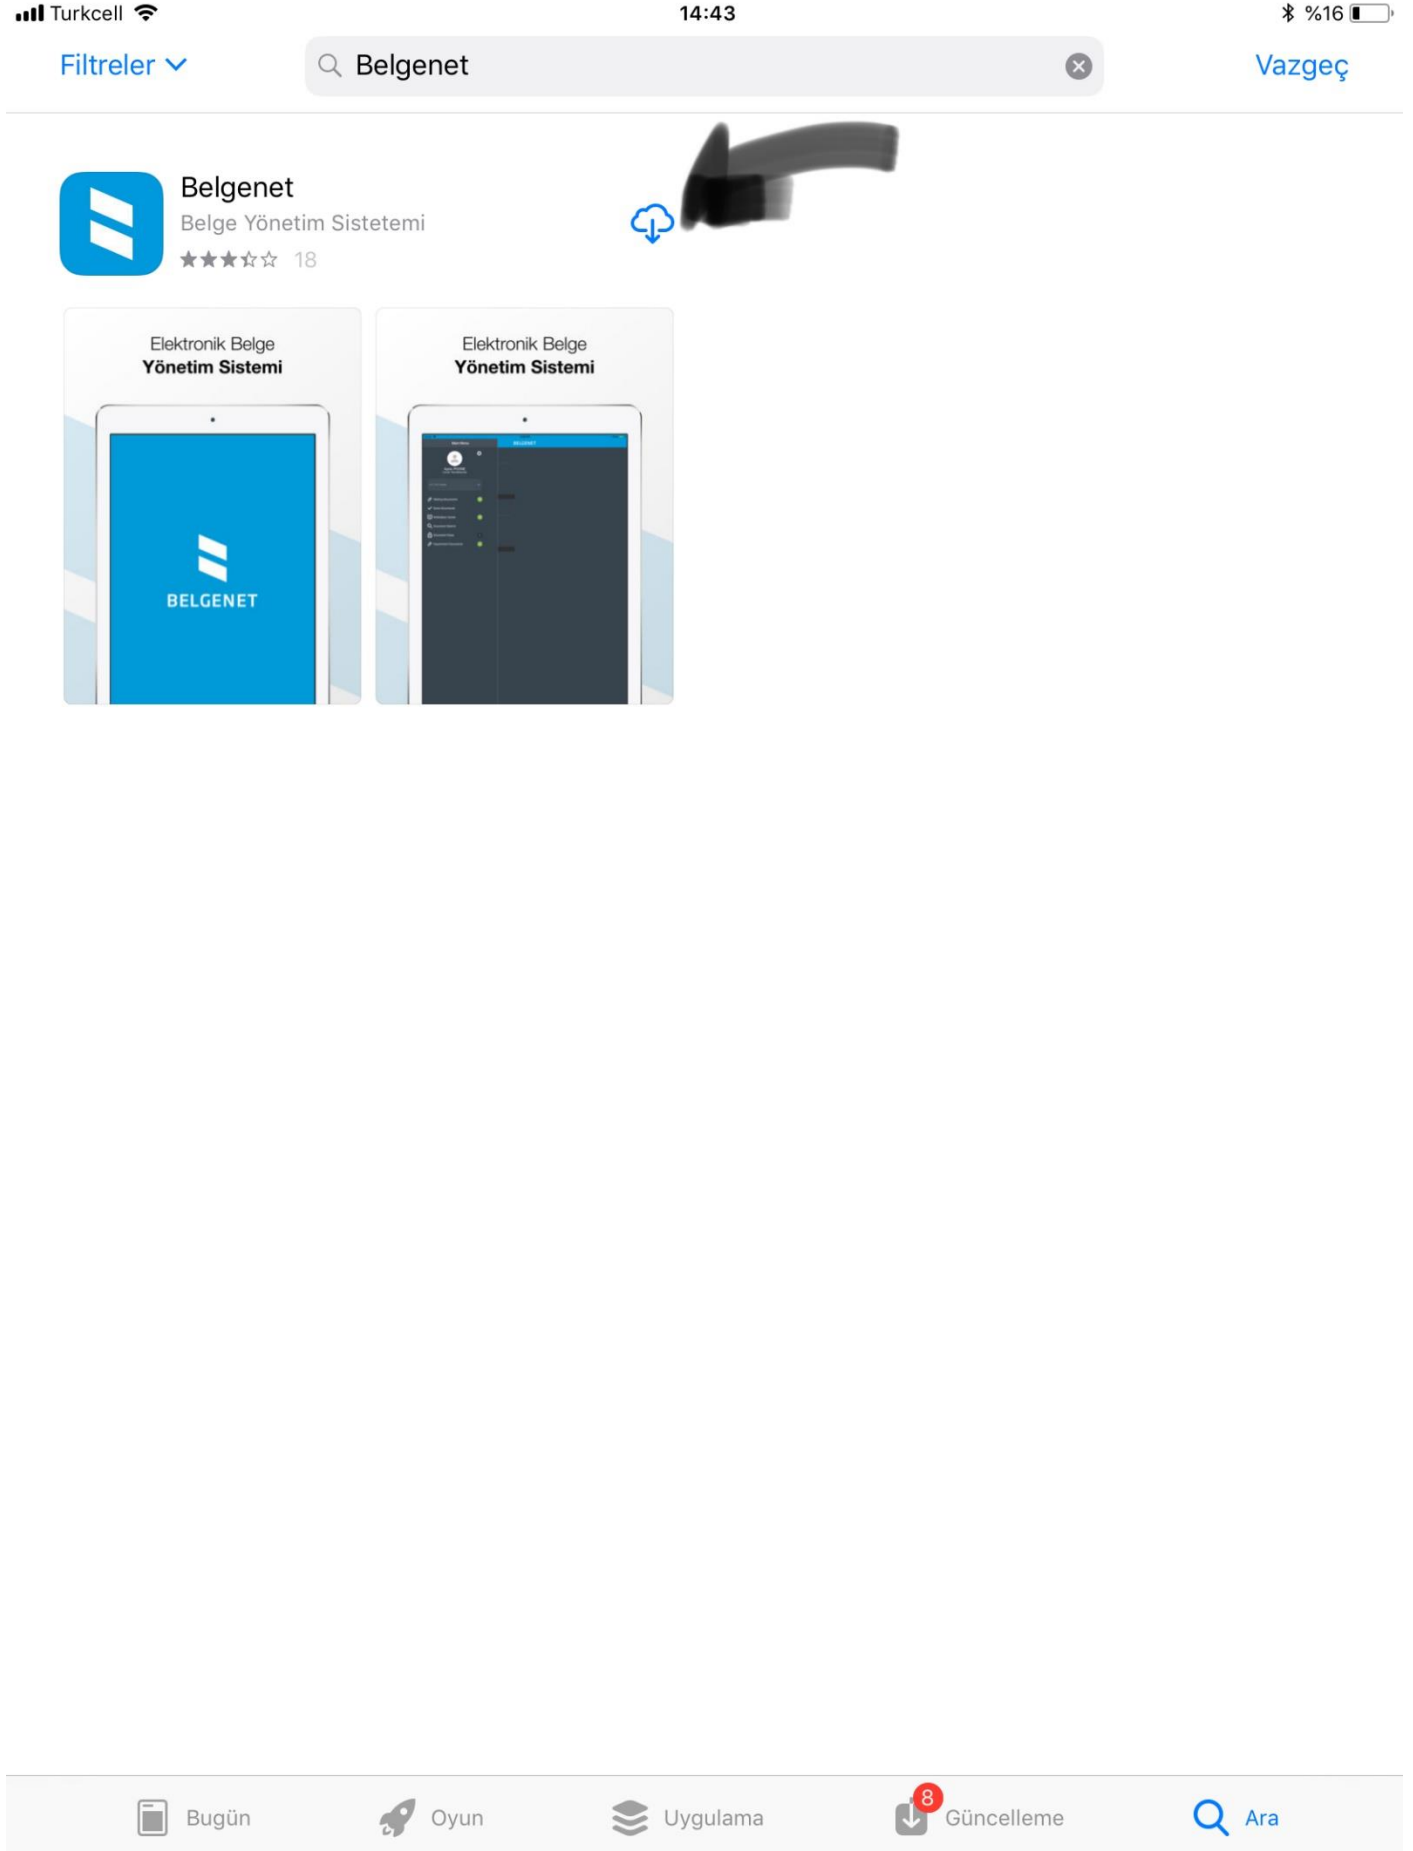 Turkcell 14:43 %16
Filtreler Belgenet Vazgeç
Belgenet
Belge Yönetim Sistetemi
18
Elektronik Belge
Yönetim Sistemi
BELGENET
Elektronik Belge
Yönetim Sistemi
BELGENET
Bugün Oyun Uygulama 8 Güncelleme Ara